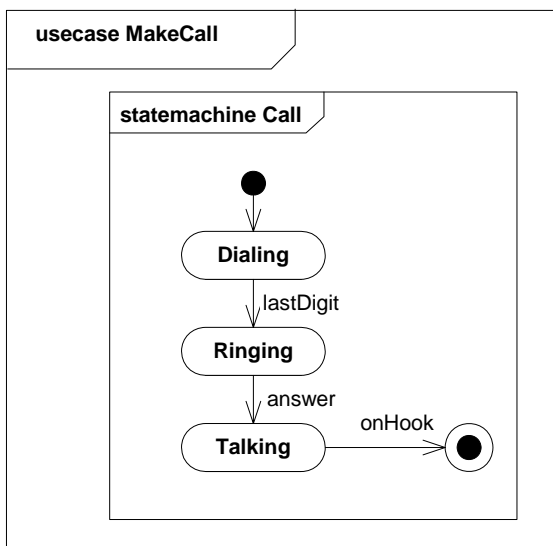 usecase MakeCall
statemachine Call
Dialing
lastDigit
Ringing
answer
onHook
Talking